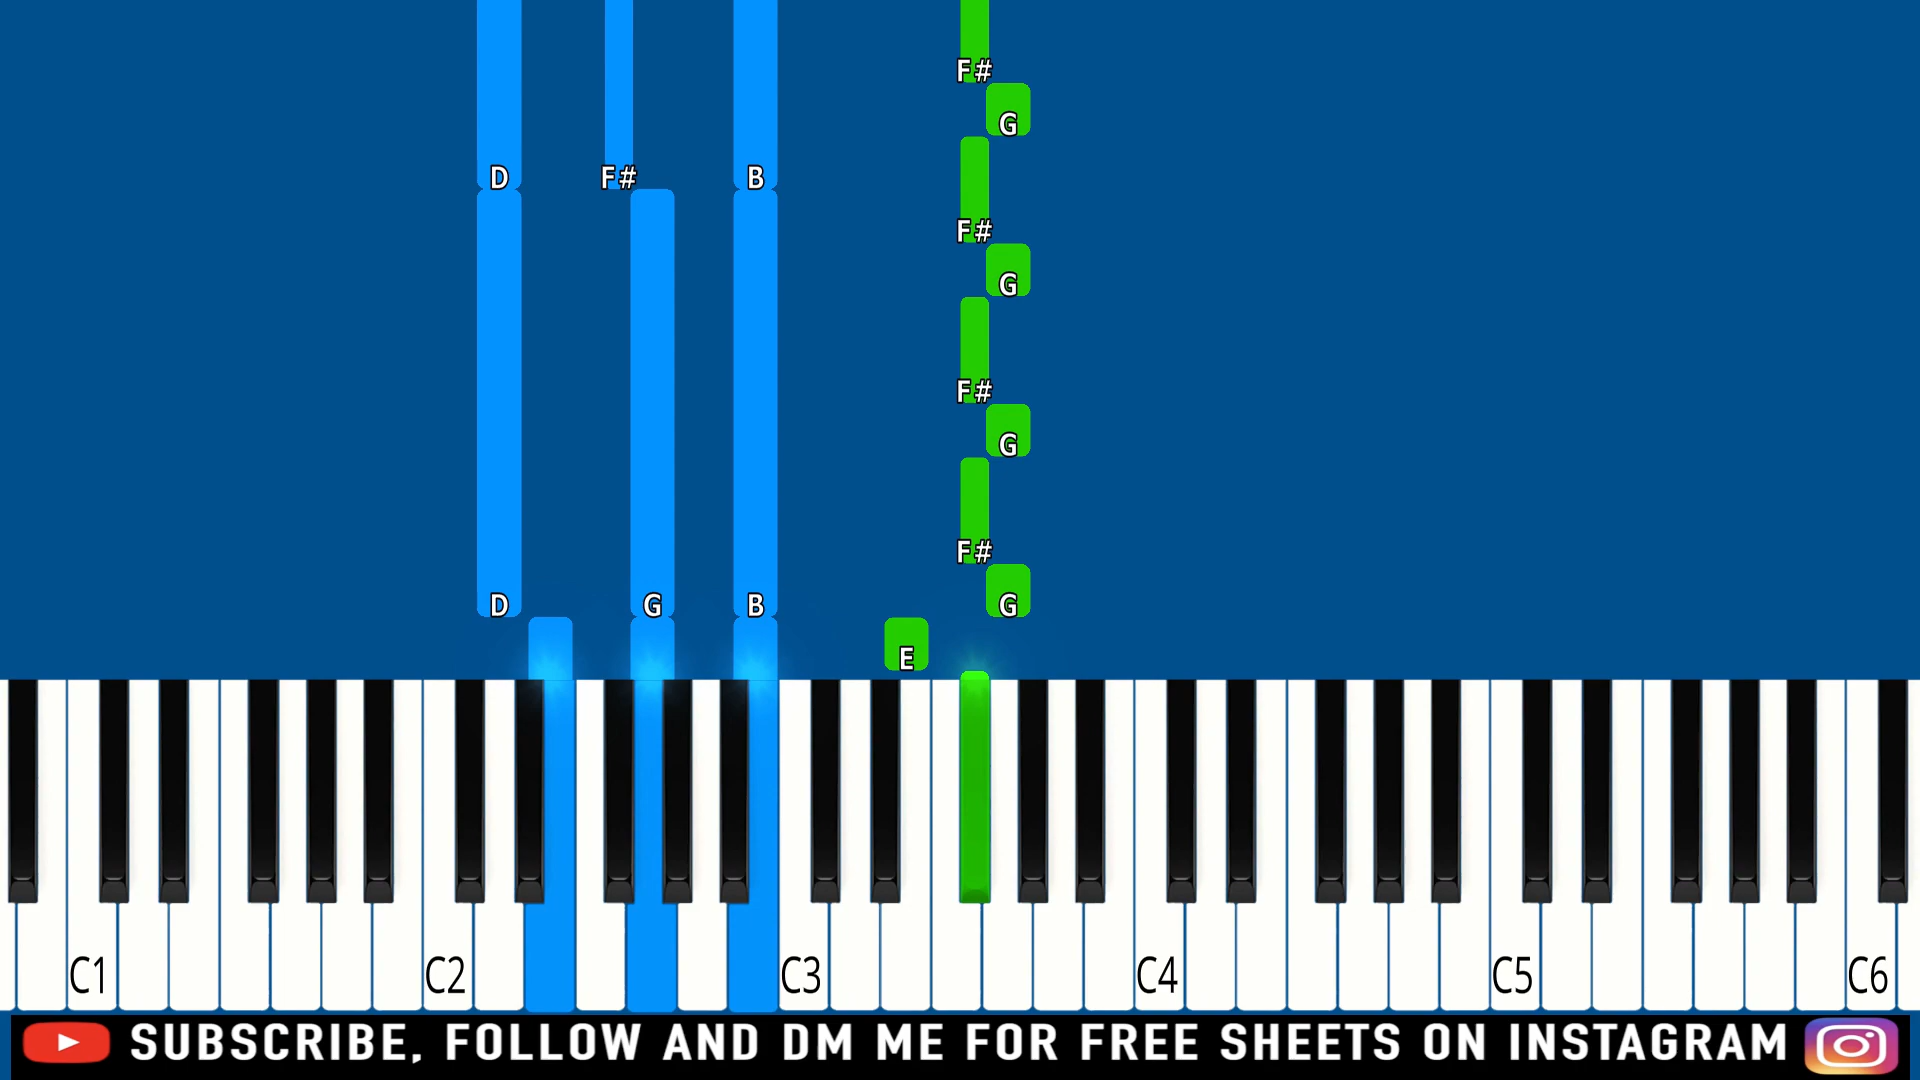 F#
G
D F# B
F#
G
F#
G
F#
D G B G
E
C1 C2 C3 C4 C5 C6
SUBSCRIBE, FOLLOW AND DM ME FOR FREE SHEETS ON INSTAGRAM